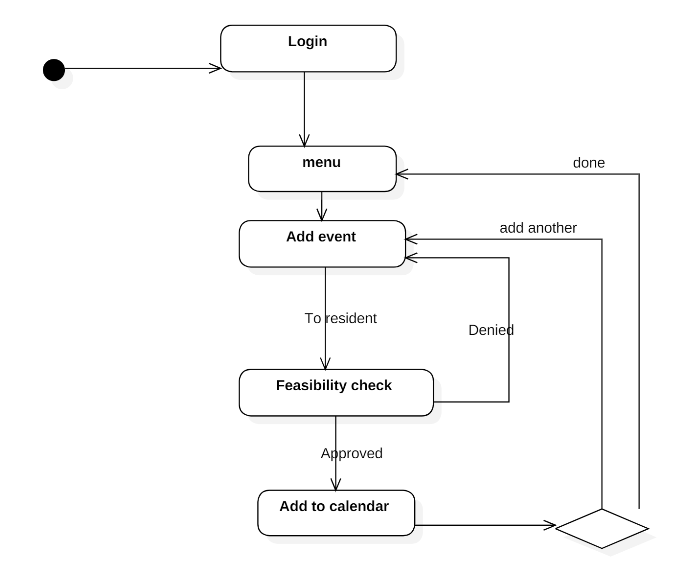 Login
menu
done
add another
Add event
To resident
Denied
Feasibility check
Approved
Add to calendar